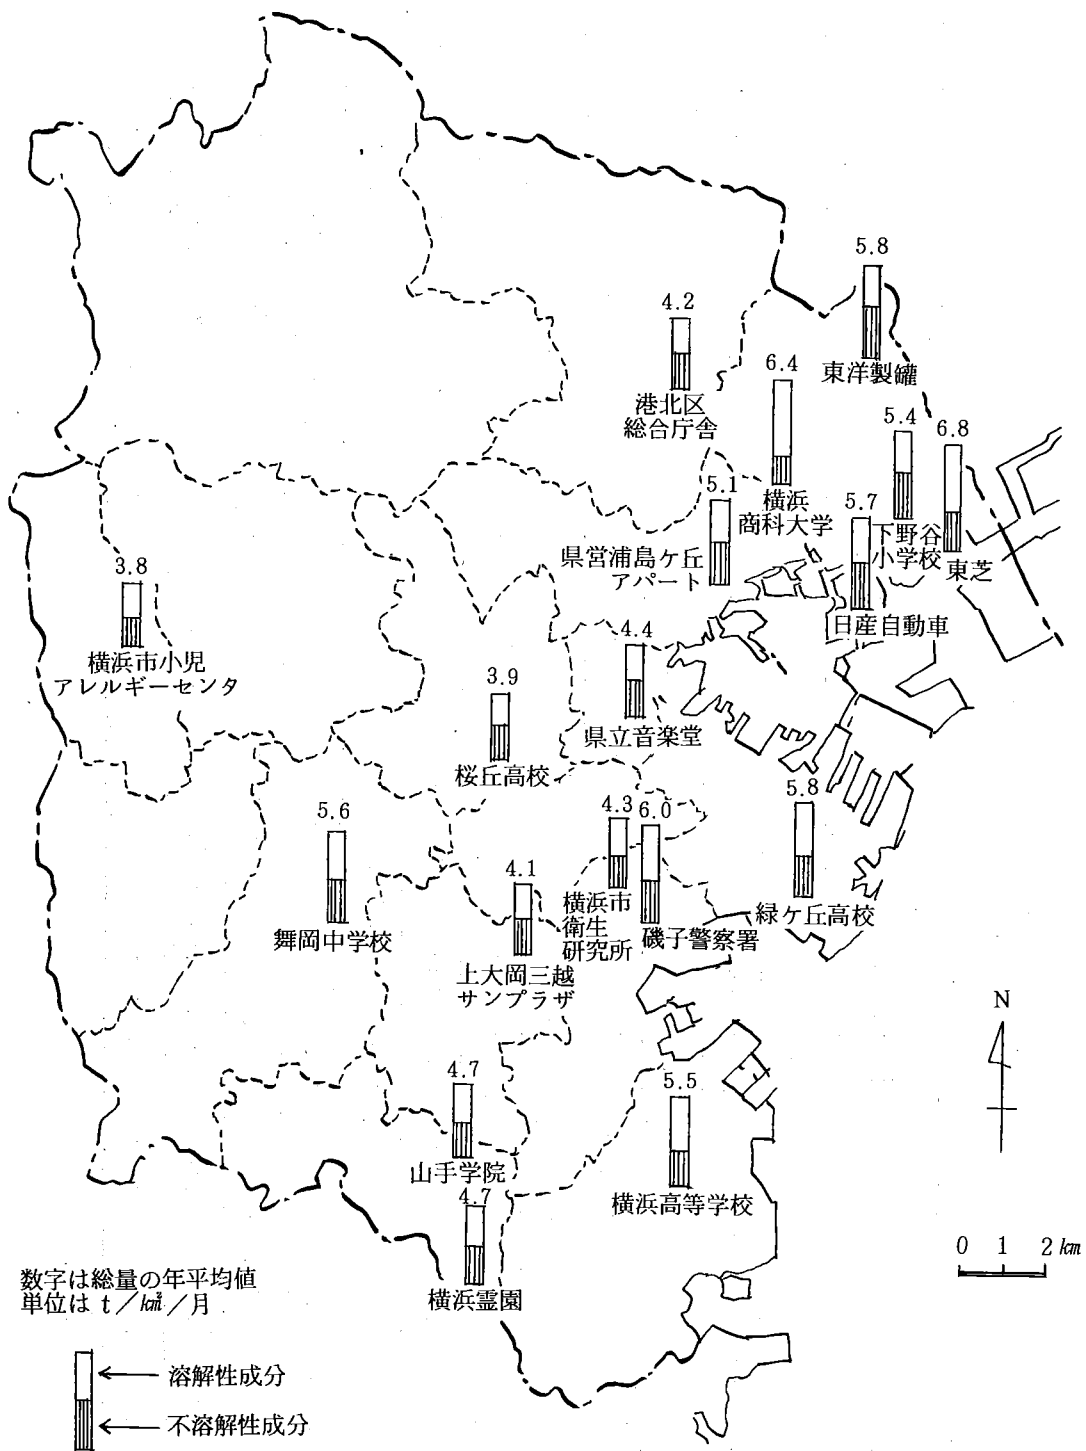 5.8
東洋製罐
4.2
港北区
総合庁舎
6.4
横浜
商科大学
5.4
下野谷
小学校
6.8
東芝
5.1
県営浦島ケ丘
アパート
5.7
日産自動車
3.8
横浜市小児
アレルギーセンタ
4.4
県立音楽堂
3.9
桜丘高校
5.6
舞岡中学校
4.3
横浜市
衛生
研究所
6.0
磯子警察署
5.8
緑ケ丘高校
4.1
上大岡三越
サンプラザ
N
4.7
山手学院
5.5
横浜高等学校
4.7
横浜霊園
0 1 2 km
数字は総量の年平均値
単位は t/km²/月
溶解性成分
不溶解性成分